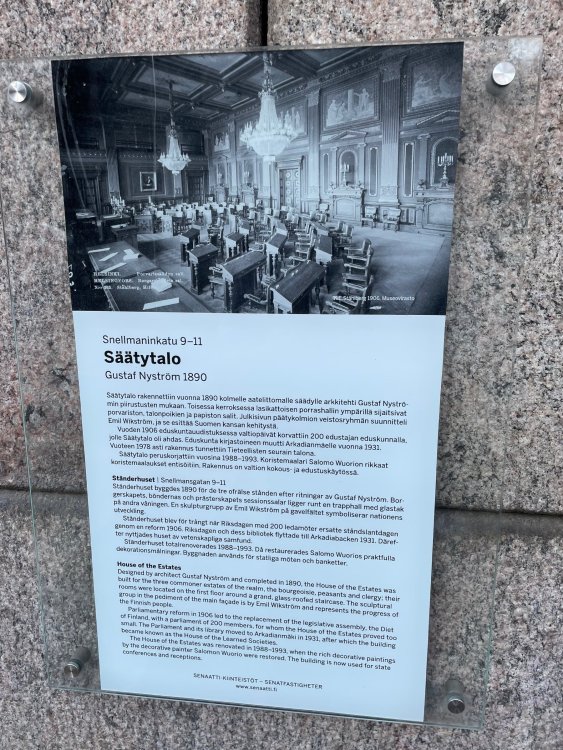 HELSINKI.
HELSINGFORS.
W.F. Ståhlberg 1906, Museovirasto
Snellmaninkatu 9–11
Säätytalo
Gustaf Nyström 1890
Säätytalo rakennettiin vuonna 1890 kolmelle aatelittomalle säädylle arkkitehti Gustaf Nyströ-
min piirustusten mukaan. Toisessa kerroksessa lasikattoisen porrashallin ympärillä sijaitsivat
porvariston, talonpoikien ja papiston salit. Julkisivun päätykolmion veistosryhmän suunnitteli
Emil Wikström, ja se esittää Suomen kansan kehitystä.
Vuoden 1906 eduskuntauudistuksessa valtiopäivät korvattiin 200 edustajan eduskunnalla,
jolle Säätytalo oli ahdas. Eduskunta kirjastoineen muutti Arkadianmäelle vuonna 1931.
Vuoteen 1978 asti rakennus tunnettiin Tieteellisten seurain talona.
Säätytalo peruskorjattiin vuosina 1988–1993. Koristemaalari Salomo Wuorion rikkaat
koristemaalaukset entisöitiin. Rakennus on valtion kokous- ja edustuskäytössä.
Ständerhuset | Snellmansgatan 9–11
Ständerhuset byggdes 1890 för de tre ofrälse stånden efter ritningar av Gustaf Nyström. Bor-
gerskapets, böndernas och prästerskapets sessionssalar ligger runt en trapphall med glastak
på andra våningen. En skulpturgrupp av Emil Wikström på gavelfältet symboliserar nationens
utveckling.
Ständerhuset blev för trångt när Riksdagen med 200 ledamöter ersatte ståndslantdagen
genom en reform 1906. Riksdagen och dess bibliotek flyttade till Arkadiabacken 1931. Däref-
ter nyttjades huset av vetenskapliga samfund.
Ständerhuset totalrenoverades 1988–1993. Då restaurerades Salomo Wuorios praktfulla
dekorationsmålningar. Byggnaden används för statliga möten och banketter.
House of the Estates
Designed by architect Gustaf Nyström and completed in 1890, the House of the Estates was
built for the three commoner estates of the realm, the bourgeoisie, peasants and clergy; their
rooms were located on the first floor around a grand, glass-roofed staircase. The sculptural
group in the pediment of the main façade is by Emil Wikström and represents the progress of
the Finnish people.
Parliamentary reform in 1906 led to the replacement of the legislative assembly, the Diet
of Finland, with a parliament of 200 members, for whom the House of the Estates proved too
small. The Parliament and its library moved to Arkadianmäki in 1931, after which the building
became known as the House of the Learned Societies.
The House of the Estates was renovated in 1988–1993, when the rich decorative paintings
by the decorative painter Salomon Wuorio were restored. The building is now used for state
conferences and receptions.
SENAATTI-KIINTEISTÖT – SENATFASTIGHETER
www.senaatti.fi